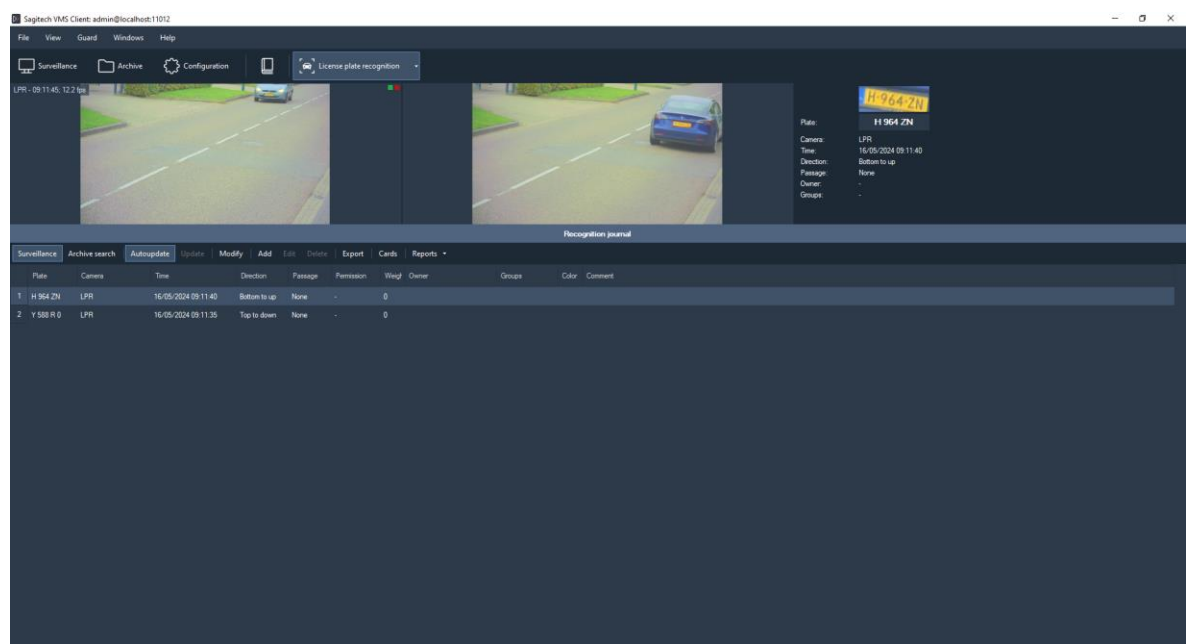 Sagitech VMS Client: admin@localhost:11012
File View Guard Windows Help
Surveillance Archive Configuration License plate recognition
LPR - 09:11:45; 12.2 fps
H-964-ZN
Plate: H 964 ZN
Camera: LPR
Time: 16/05/2024 09:11:40
Direction: Bottom to up
Passage: None
Owner: -
Groups: -
Recognition journal
Surveillance Archive search Autoupdate Update Modify Add Edit Delete Export Cards Reports
Plate Camera Time Direction Passage Permission Weigh Owner Groups Color Comment
1 H 964 ZN LPR 16/05/2024 09:11:40 Bottom to up None - 0
2 Y 588 R 0 LPR 16/05/2024 09:11:35 Top to down None - 0